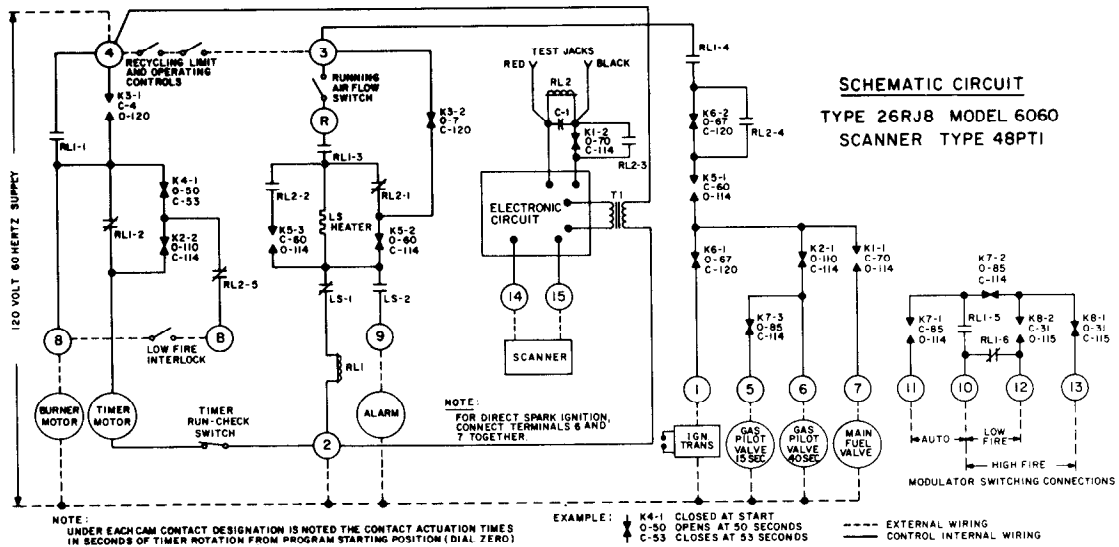 SCHEMATIC CIRCUIT
TYPE 26RJ8 MODEL 6060
SCANNER TYPE 48PT1
120 VOLT 60 HERTZ SUPPLY
4
RECYCLING LIMIT
AND OPERATING
CONTROLS
K3-1
C-4
O-120
RL1-1
RL1-2
K4-1
O-50
C-53
K2-2
O-110
C-114
RL2-5
8
LOW FIRE
INTERLOCK
B
BURNER
MOTOR
TIMER
MOTOR
TIMER
RUN-CHECK
SWITCH
3
RUNNING
AIR FLOW
SWITCH
R
K3-2
O-7
C-120
RL1-3
RL2-2
RL2-1
LS
HEATER
K5-3
C-60
O-114
K5-2
O-60
C-114
LS-1
LS-2
9
RL1
ALARM
2
TEST JACKS
RED
BLACK
RL2
C-1
K1-2
O-70
C-114
RL2-3
ELECTRONIC
CIRCUIT
T1
14
15
SCANNER
NOTE:
FOR DIRECT SPARK IGNITION,
CONNECT TERMINALS 6 AND
7 TOGETHER.
RL1-4
K6-2
O-67
C-120
RL2-4
K5-1
C-60
O-114
K6-1
O-67
C-120
K2-1
O-110
C-114
K1-1
C-70
O-114
K7-3
O-85
C-114
1
5
6
7
IGN
TRANS
GAS
PILOT
VALVE
15SEC
GAS
PILOT
VALVE
40SEC
MAIN
FUEL
VALVE
K7-2
O-85
C-114
K7-1
C-85
O-114
RL1-5
K8-2
C-31
O-115
K8-1
O-31
C-115
RL1-6
11
10
12
13
AUTO
LOW
FIRE
HIGH FIRE
MODULATOR SWITCHING CONNECTIONS
NOTE:
UNDER EACH CAM CONTACT DESIGNATION IS NOTED THE CONTACT ACTUATION TIMES
IN SECONDS OF TIMER ROTATION FROM PROGRAM STARTING POSITION (DIAL ZERO)
EXAMPLE: K4-1 CLOSED AT START
O-50 OPENS AT 50 SECONDS
C-53 CLOSES AT 53 SECONDS
EXTERNAL WIRING
CONTROL INTERNAL WIRING